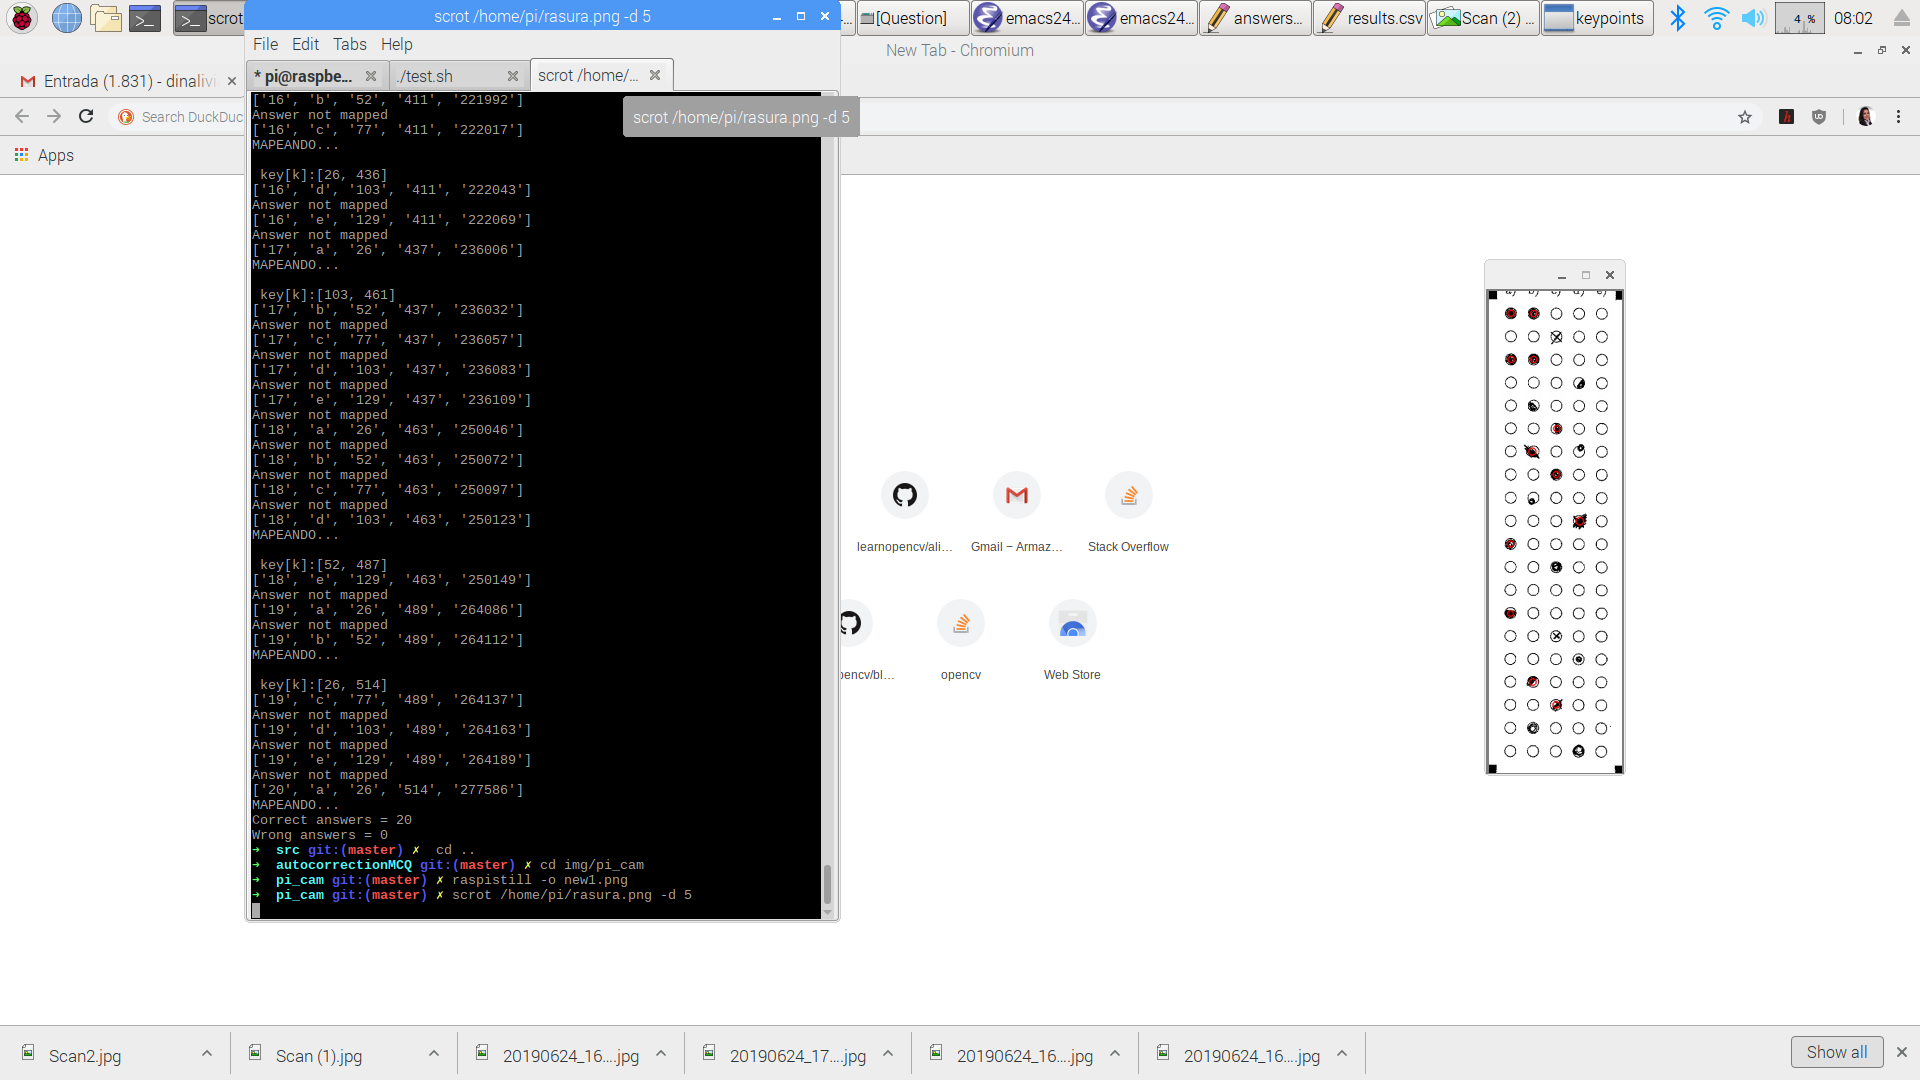 scrot
scrot /home/pi/rasura.png -d 5
[Question]
emacs24...
emacs24...
answers...
results.csv
Scan (2) ...
keypoints
4 %
08:02
File Edit Tabs Help
New Tab - Chromium
* pi@raspbe...
./test.sh
scrot /home/...
Entrada (1.831) - dinalivi
Search DuckDuc
scrot /home/pi/rasura.png -d 5
Apps
['16', 'b', '52', '411', '221992']
Answer not mapped
['16', 'c', '77', '411', '222017']
MAPEANDO...
key[k]:[26, 436]
['16', 'd', '103', '411', '222043']
Answer not mapped
['16', 'e', '129', '411', '222069']
Answer not mapped
['17', 'a', '26', '437', '236006']
MAPEANDO...
key[k]:[103, 461]
['17', 'b', '52', '437', '236032']
Answer not mapped
['17', 'c', '77', '437', '236057']
Answer not mapped
['17', 'd', '103', '437', '236083']
Answer not mapped
['17', 'e', '129', '437', '236109']
Answer not mapped
['18', 'a', '26', '463', '250046']
Answer not mapped
['18', 'b', '52', '463', '250072']
Answer not mapped
['18', 'c', '77', '463', '250097']
Answer not mapped
['18', 'd', '103', '463', '250123']
MAPEANDO...
key[k]:[52, 487]
['18', 'e', '129', '463', '250149']
Answer not mapped
['19', 'a', '26', '489', '264086']
Answer not mapped
['19', 'b', '52', '489', '264112']
MAPEANDO...
key[k]:[26, 514]
['19', 'c', '77', '489', '264137']
Answer not mapped
['19', 'd', '103', '489', '264163']
Answer not mapped
['19', 'e', '129', '489', '264189']
Answer not mapped
['20', 'a', '26', '514', '277586']
MAPEANDO...
Correct answers = 20
Wrong answers = 0
➜ src git:(master) ✗ cd ..
➜ autocorrectionMCQ git:(master) ✗ cd img/pi_cam
➜ pi_cam git:(master) ✗ raspistill -o new1.png
➜ pi_cam git:(master) ✗ scrot /home/pi/rasura.png -d 5
learnopencv/ali...
Gmail – Armaz...
Stack Overflow
pencv/bl...
opencv
Web Store
Scan2.jpg
Scan (1).jpg
20190624_16....jpg
20190624_17....jpg
20190624_16....jpg
20190624_16....jpg
Show all